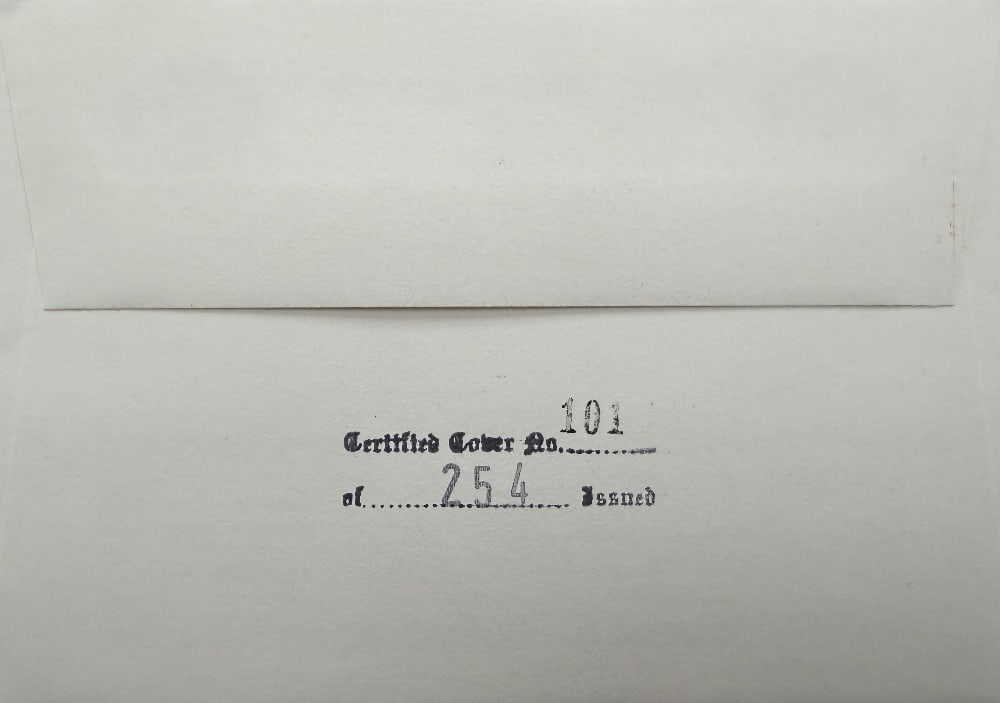 Certified Cover No. 101
of 254 Issued